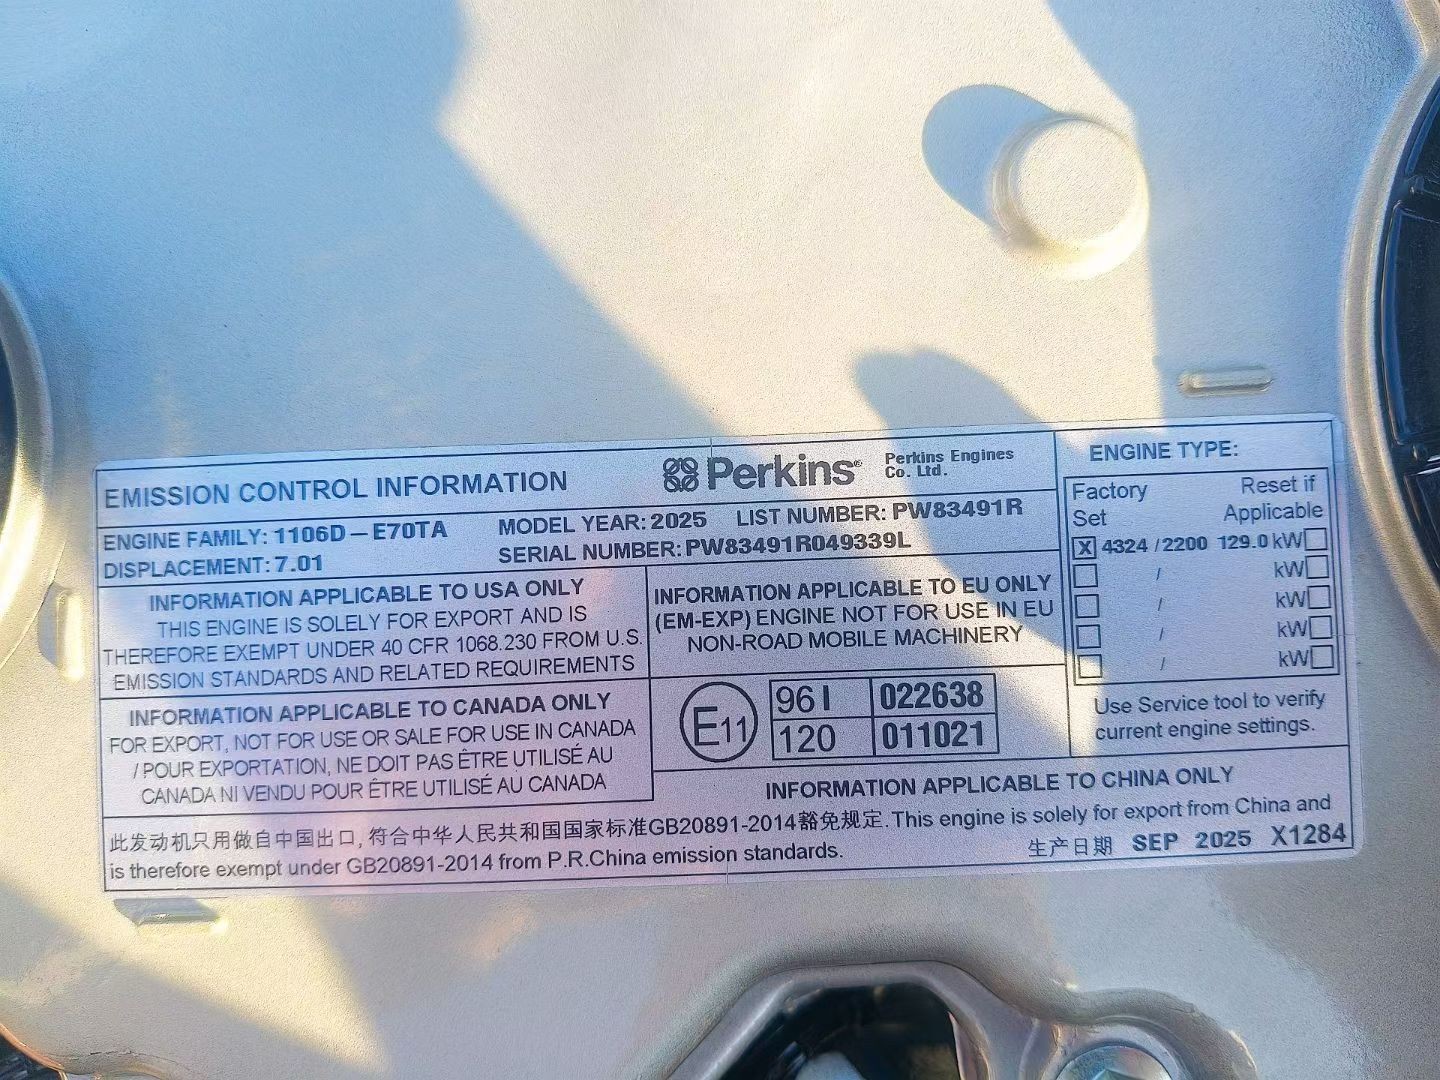 EMISSION CONTROL INFORMATION
Perkins®
Perkins Engines
Co. Ltd.
ENGINE FAMILY: 1106D – E70TA
MODEL YEAR: 2025
LIST NUMBER: PW83491R
DISPLACEMENT: 7.01
SERIAL NUMBER: PW83491R049339L
INFORMATION APPLICABLE TO USA ONLY
THIS ENGINE IS SOLELY FOR EXPORT AND IS
THEREFORE EXEMPT UNDER 40 CFR 1068.230 FROM U.S.
EMISSION STANDARDS AND RELATED REQUIREMENTS
INFORMATION APPLICABLE TO CANADA ONLY
FOR EXPORT, NOT FOR USE OR SALE FOR USE IN CANADA
/ POUR EXPORTATION, NE DOIT PAS ÊTRE UTILISÉ AU
CANADA NI VENDU POUR ÊTRE UTILISÉ AU CANADA
INFORMATION APPLICABLE TO EU ONLY
(EM-EXP) ENGINE NOT FOR USE IN EU
NON-ROAD MOBILE MACHINERY
E11
96 I 022638
120 011021
ENGINE TYPE:
Factory
Set
Reset if
Applicable
X 4324 / 2200 129.0 kW
/ kW
/ kW
/ kW
/ kW
Use Service tool to verify
current engine settings.
INFORMATION APPLICABLE TO CHINA ONLY
此发动机只用做自中国出口, 符合中华人民共和国国家标准GB20891-2014豁免规定. This engine is solely for export from China and
is therefore exempt under GB20891-2014 from P.R.China emission standards.
生产日期 SEP 2025 X1284